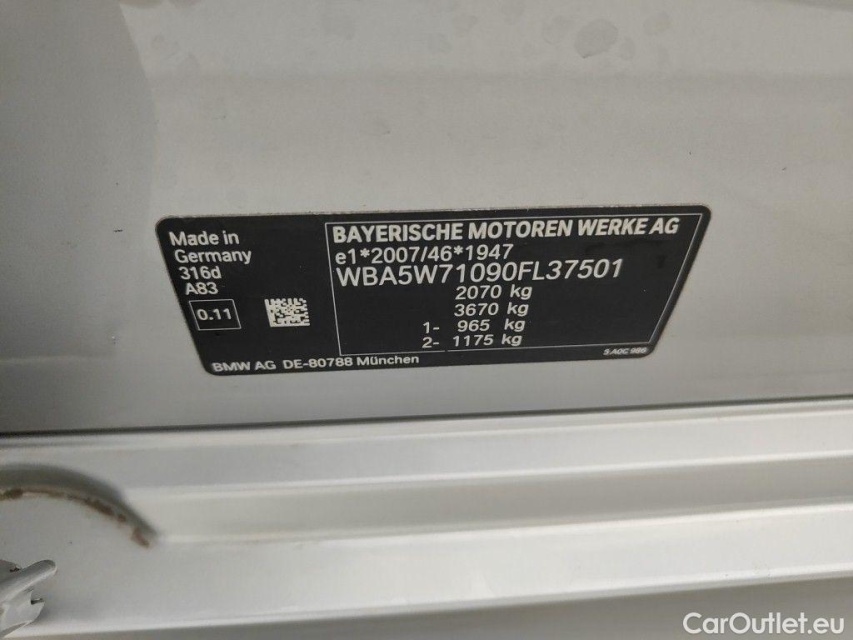 Made in
Germany
316d
A83
0.11
BAYERISCHE MOTOREN WERKE AG
e1*2007/46*1947
WBA5W71090FL37501
2070 kg
3670 kg
1- 965 kg
2- 1175 kg
BMW AG DE-80788 München
CarOutlet.eu